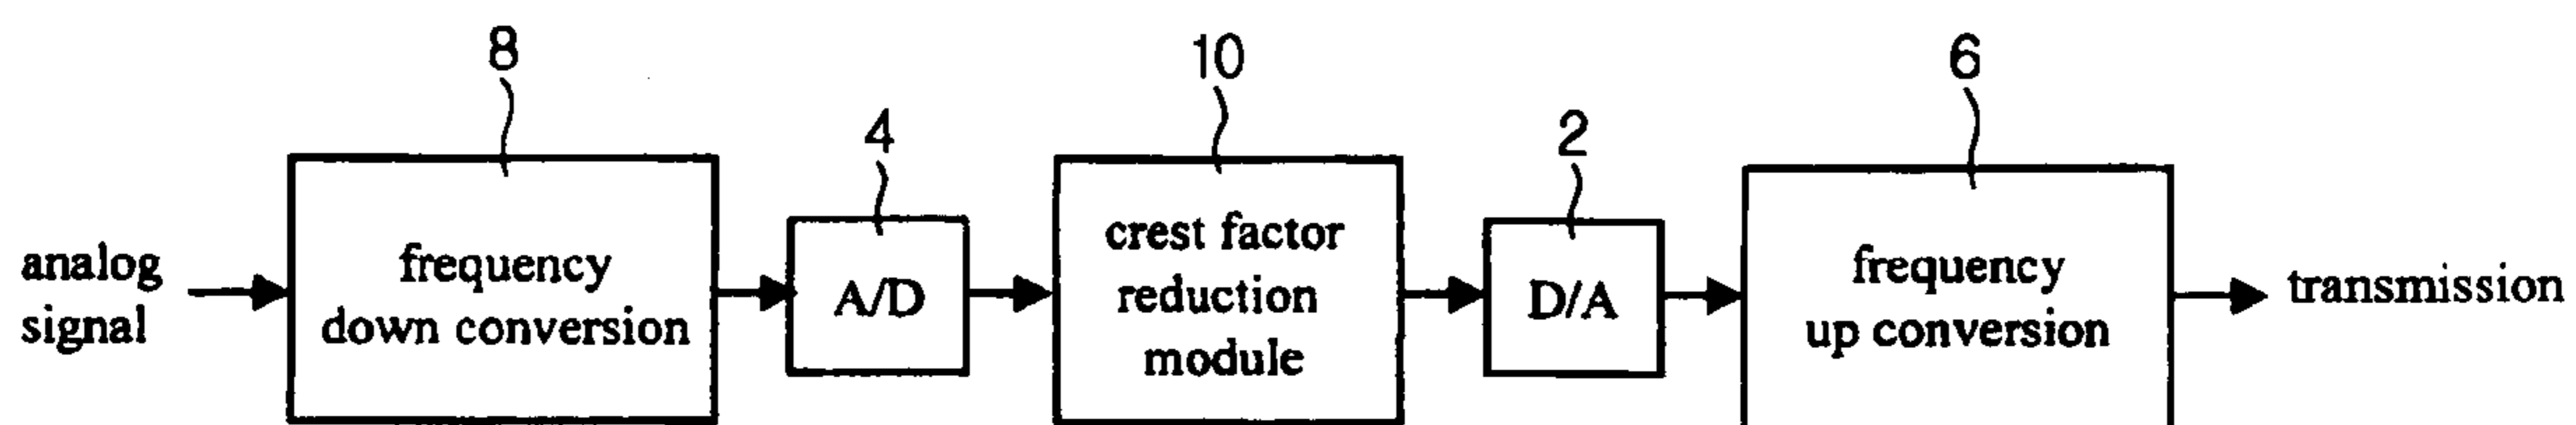 8
10
6
4
2
analog
signal
frequency
down conversion
A/D
crest factor
reduction
module
D/A
frequency
up conversion
transmission